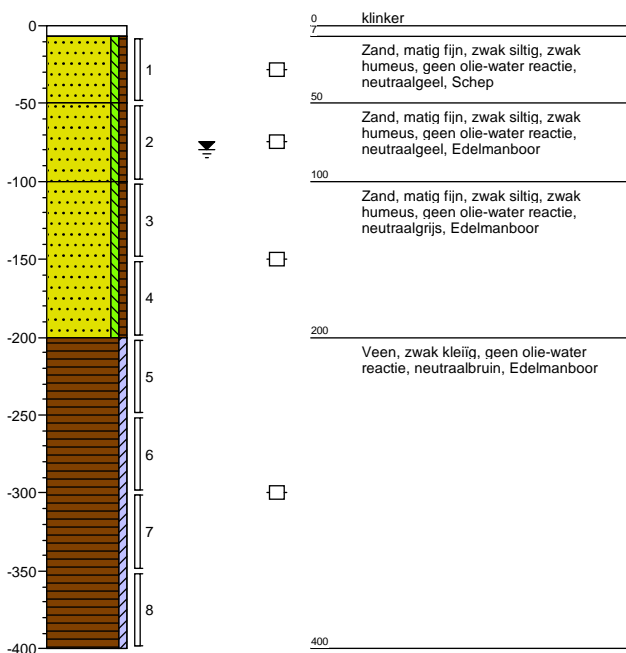 0
-50
-100
-150
-200
-250
-300
-350
-400
1
2
3
4
5
6
7
8
0
klinker
7
Zand, matig fijn, zwak siltig, zwak
humeus, geen olie-water reactie,
neutraalgeel, Schep
50
Zand, matig fijn, zwak siltig, zwak
humeus, geen olie-water reactie,
neutraalgeel, Edelmanboor
100
Zand, matig fijn, zwak siltig, zwak
humeus, geen olie-water reactie,
neutraalgrijs, Edelmanboor
200
Veen, zwak kleiïg, geen olie-water
reactie, neutraalbruin, Edelmanboor
400